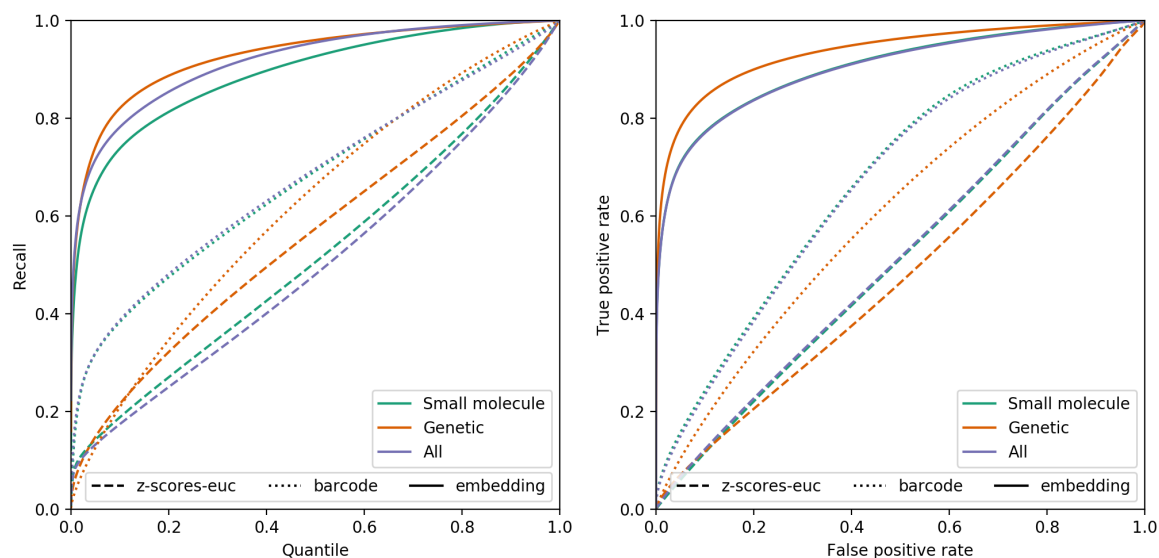 1.0
0.8
0.6
0.4
0.2
0.0
Recall
0.0 0.2 0.4 0.6 0.8 1.0
Quantile
Small molecule
Genetic
All
z-scores-euc barcode embedding
1.0
0.8
0.6
0.4
0.2
0.0
True positive rate
0.0 0.2 0.4 0.6 0.8 1.0
False positive rate
Small molecule
Genetic
All
z-scores-euc barcode embedding